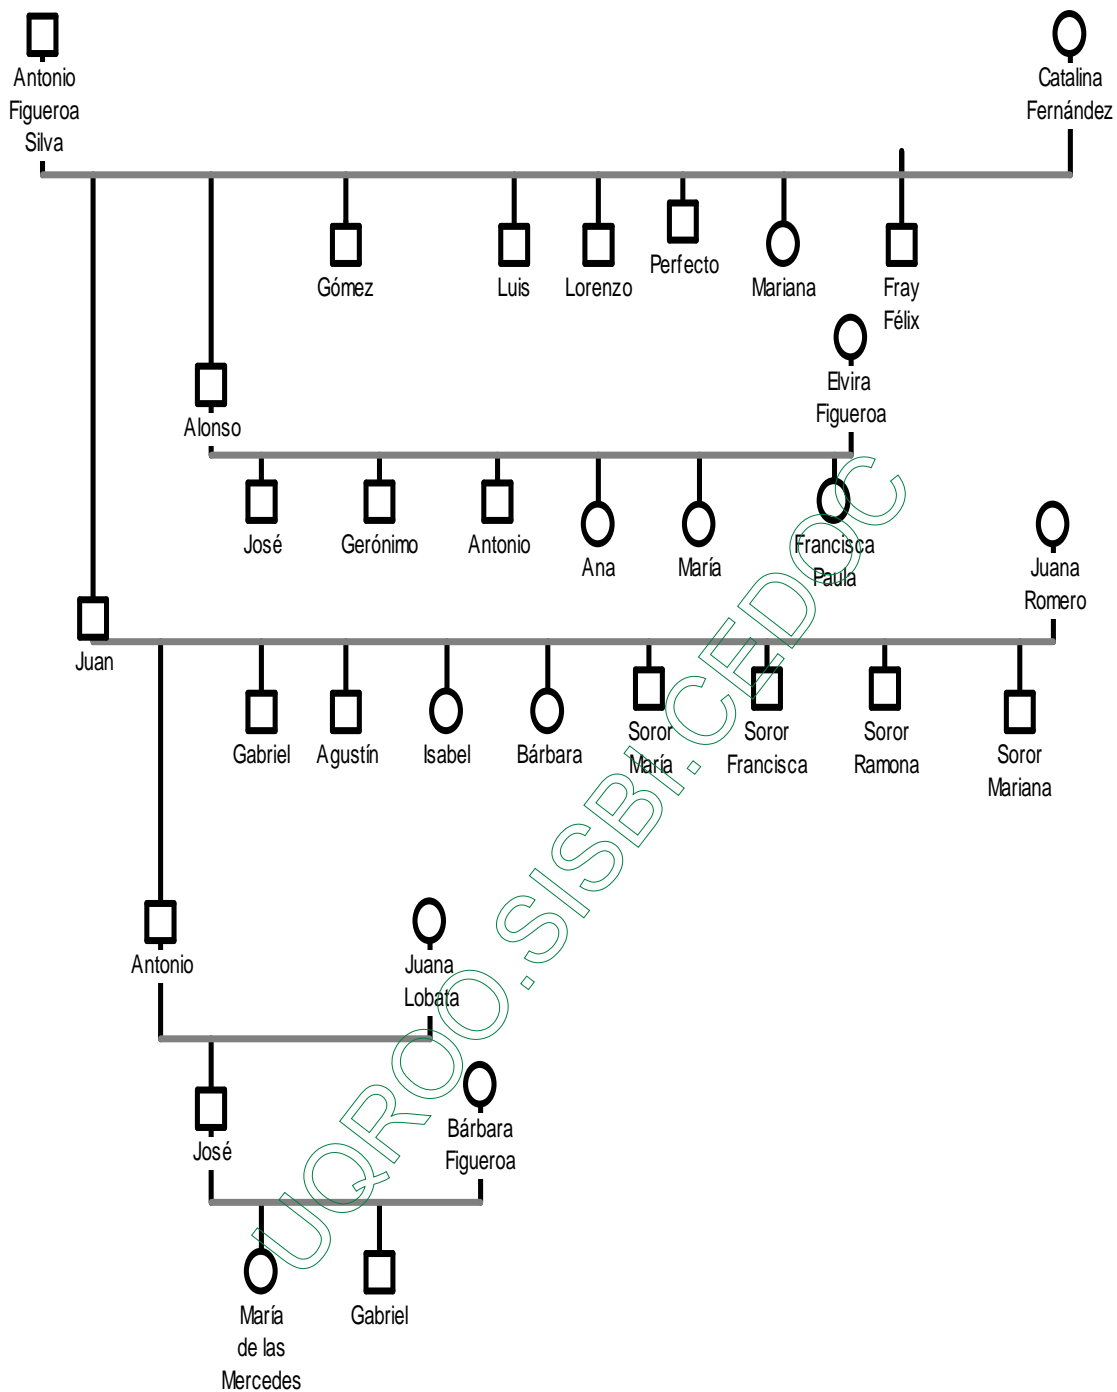 Antonio
Figueroa
Silva
Catalina
Fernández
Gómez
Luis
Lorenzo
Perfecto
Mariana
Fray
Félix
Alonso
Elvira
Figueroa
José
Gerónimo
Antonio
Ana
María
Francisca
Paula
Juan
Juana
Romero
Gabriel
Agustín
Isabel
Bárbara
Soror
María
Soror
Francisca
Soror
Ramona
Soror
Mariana
Antonio
Juana
Lobata
José
Bárbara
Figueroa
María
de las
Mercedes
Gabriel
UQROO.SISBI.CEDOC